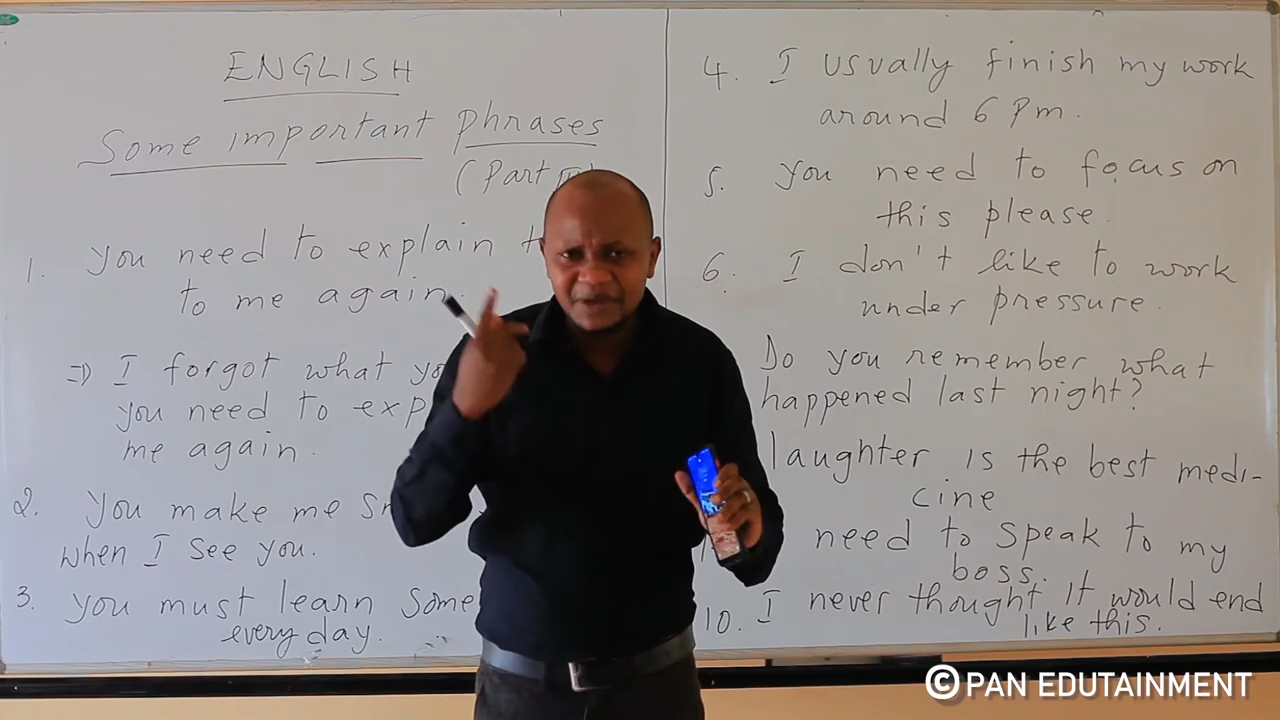 ENGLISH
Some important phrases
(Part
1. You need to explain
to me again.
=> I forgot what
you need to
me again.
2. You make me
when I see you.
3. You must learn
every day.
4. I usually finish my work
around 6 Pm.
5. You need to focus on
this please.
6. I don't like to work
under pressure.
Do you remember what
happened last night?
laughter is the best medi-
cine
need to speak to my
boss.
10. I never thought it would end
like this.
© PAN EDUTAINMENT